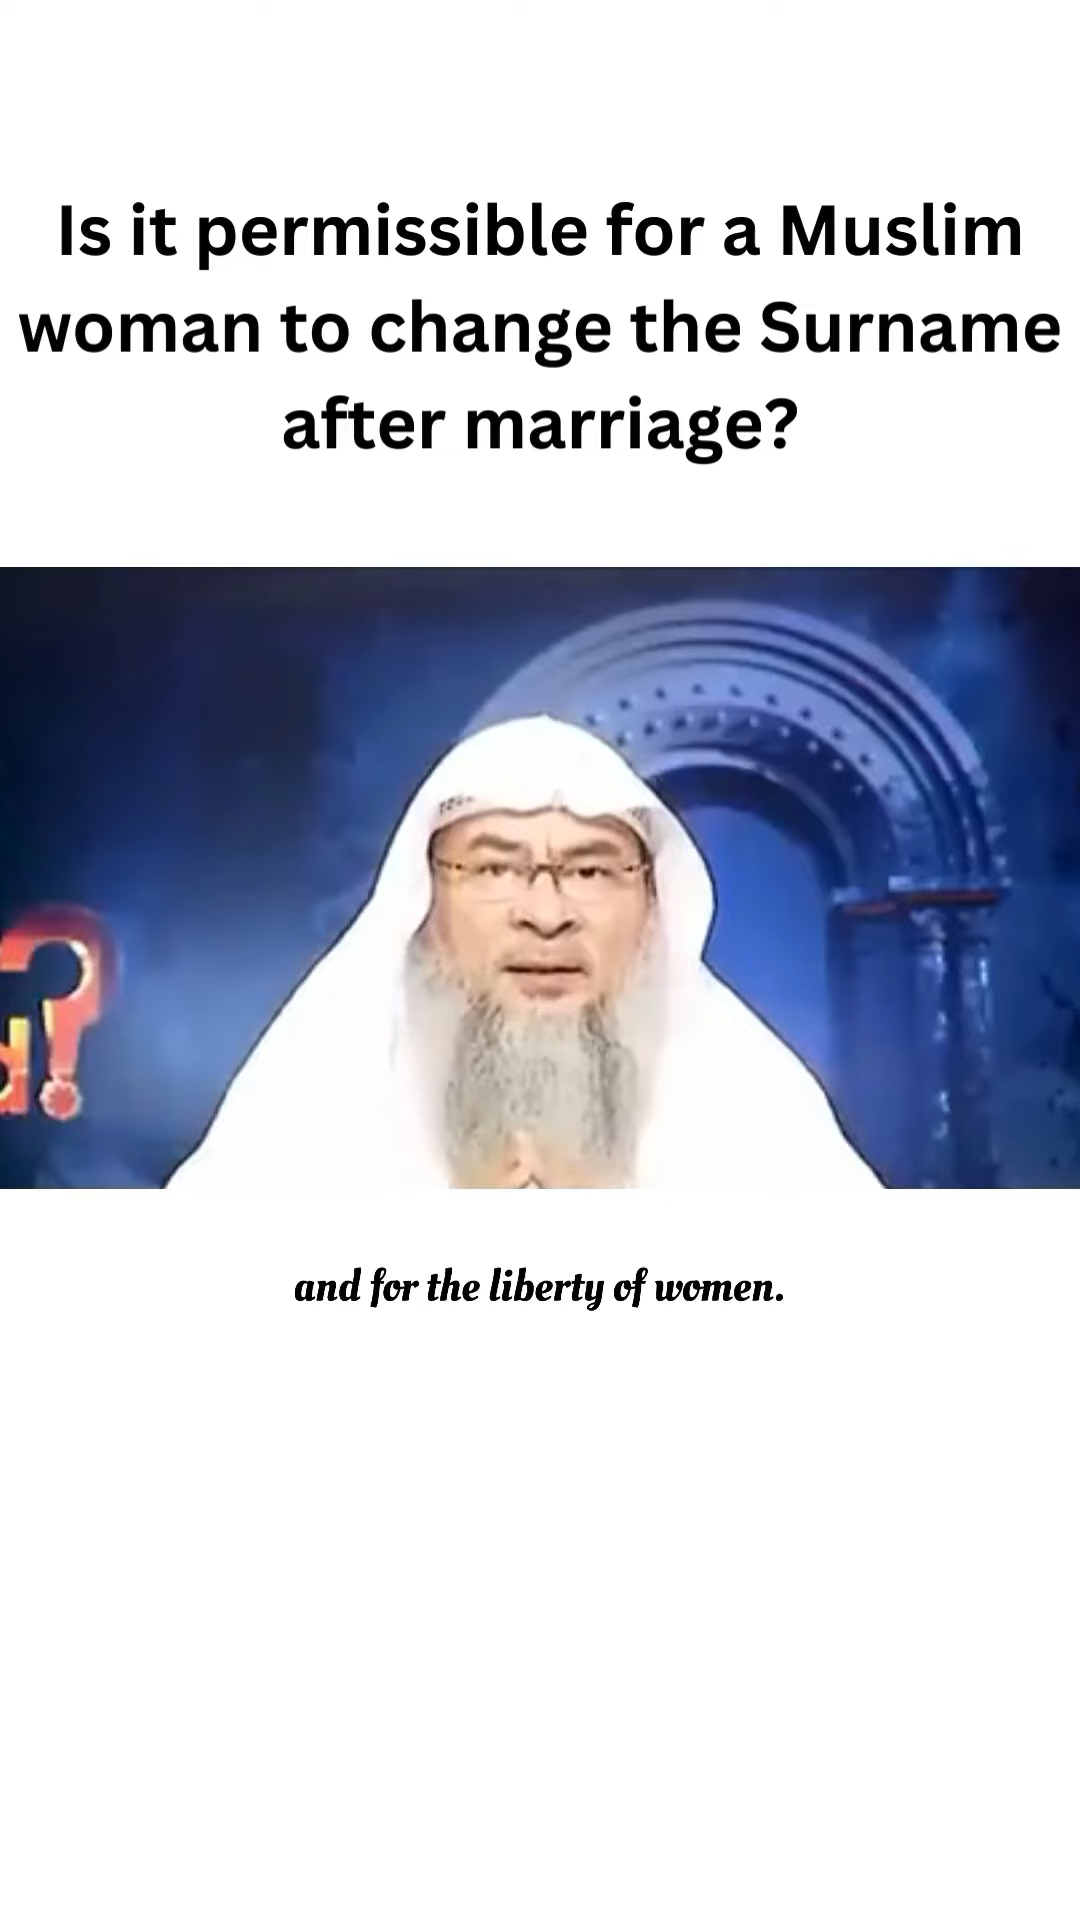 Is it permissible for a Muslim
woman to change the Surname
after marriage?
and for the liberty of women.